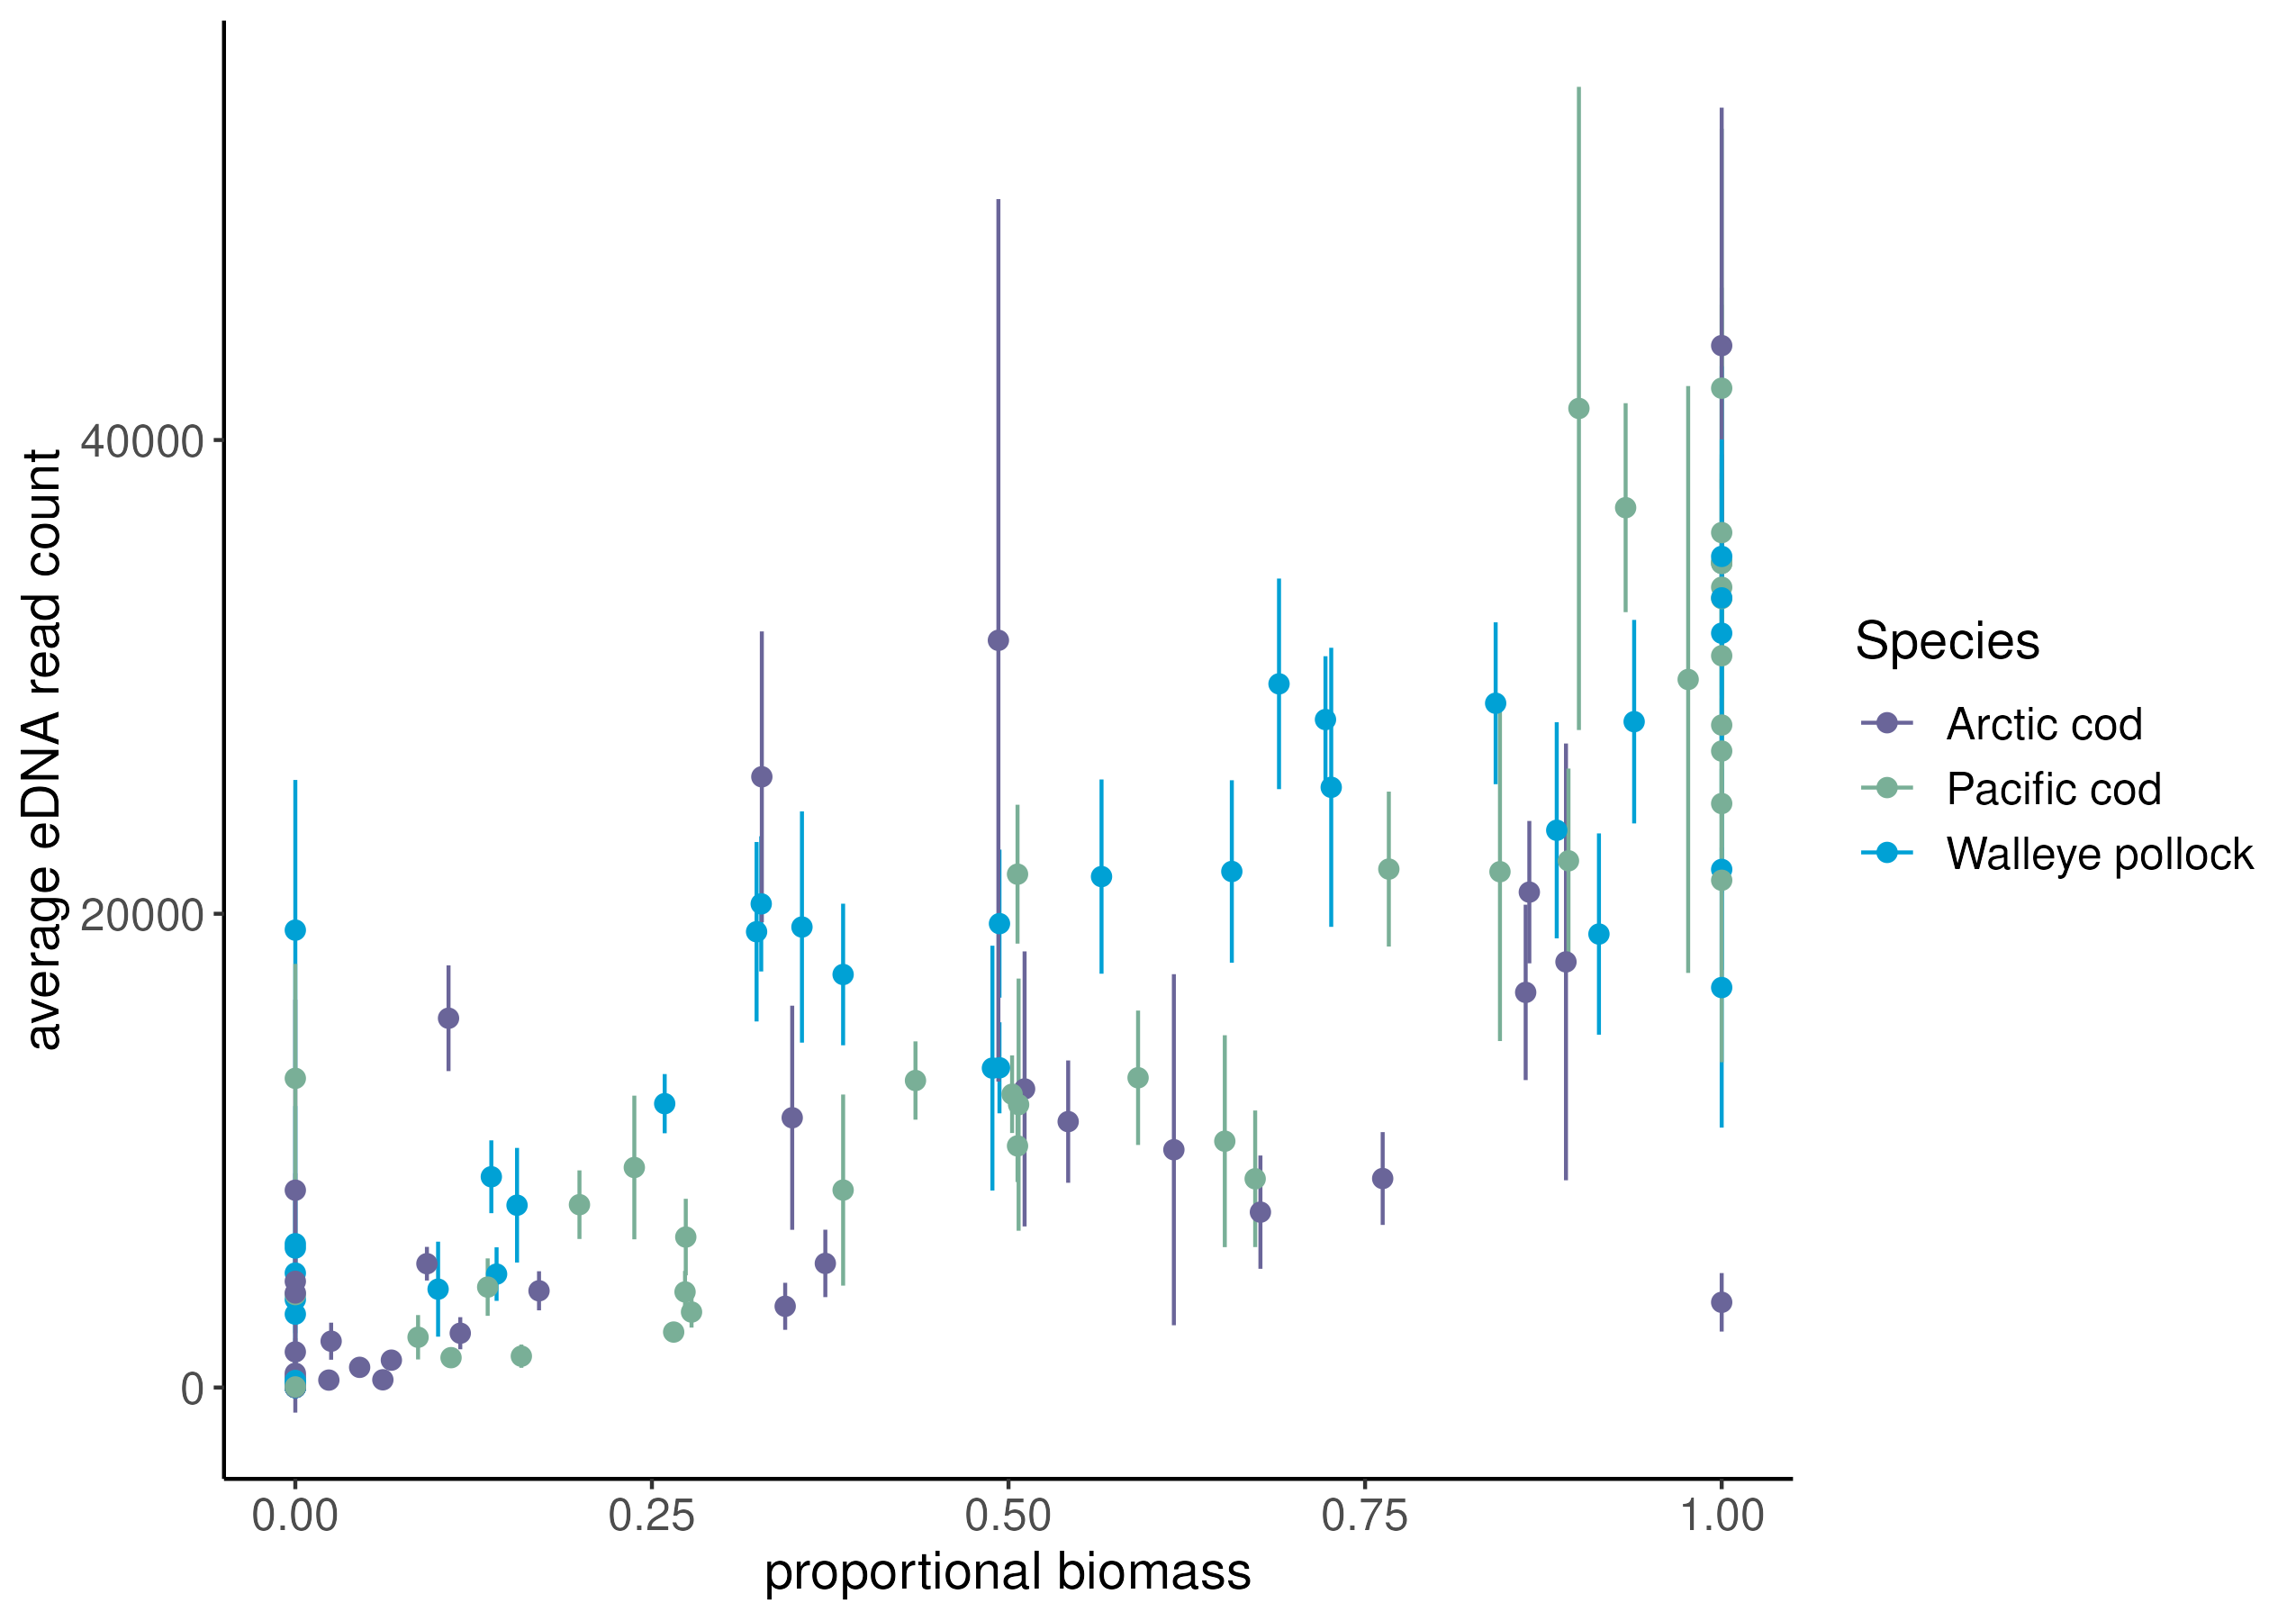 average eDNA read count
40000
20000
0
0.00
0.25
0.50
0.75
1.00
proportional biomass
Species
Arctic cod
Pacific cod
Walleye pollock